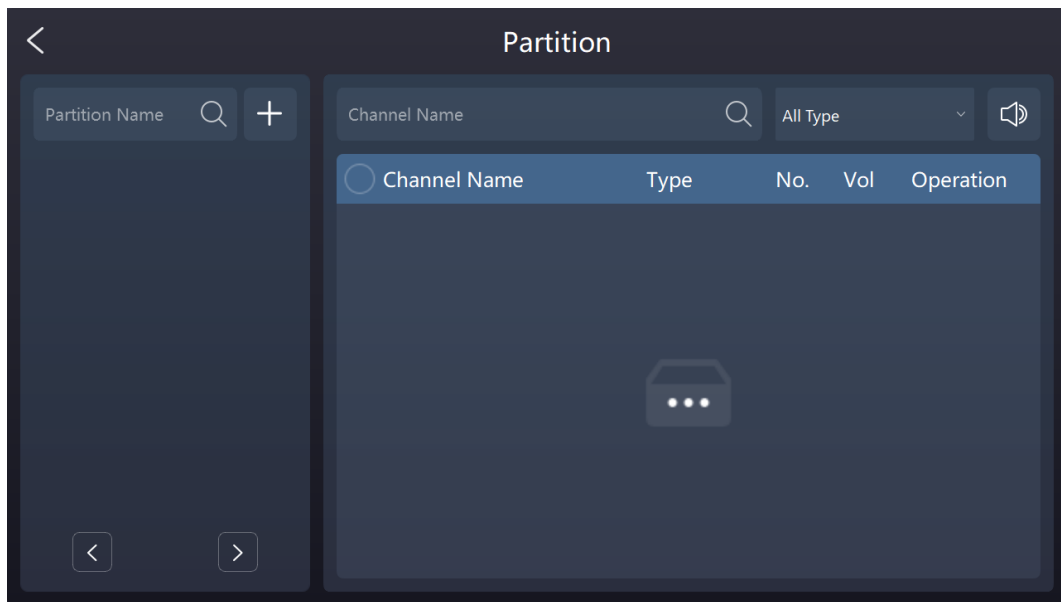 Partition
Partition Name
Channel Name
All Type
Channel Name Type No. Vol Operation